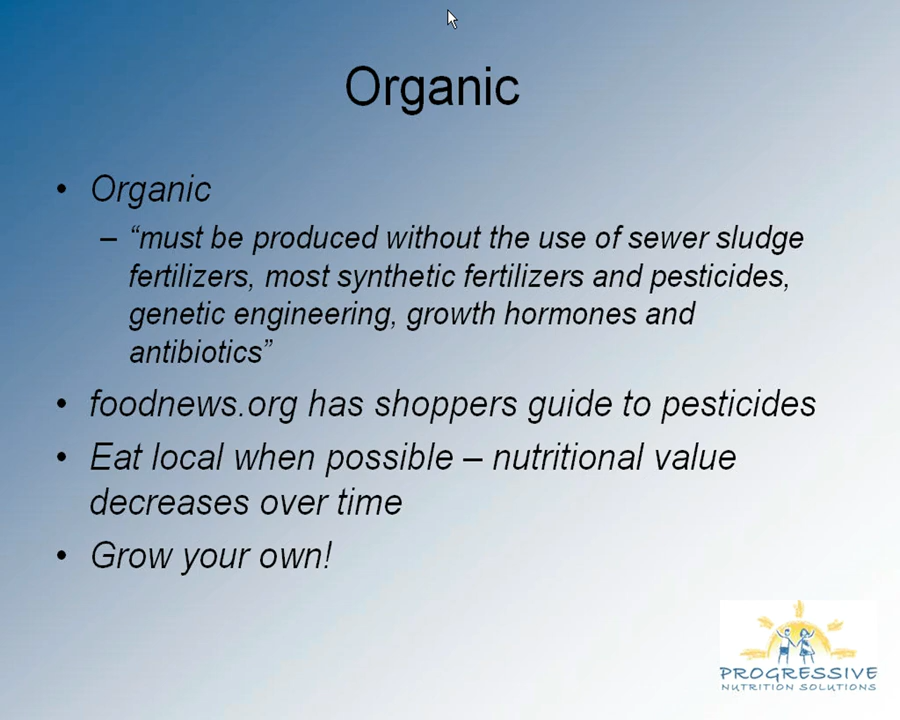 Organic
• Organic
– “must be produced without the use of sewer sludge
fertilizers, most synthetic fertilizers and pesticides,
genetic engineering, growth hormones and
antibiotics”
• foodnews.org has shoppers guide to pesticides
• Eat local when possible – nutritional value
decreases over time
• Grow your own!
PROGRESSIVE
NUTRITION SOLUTIONS